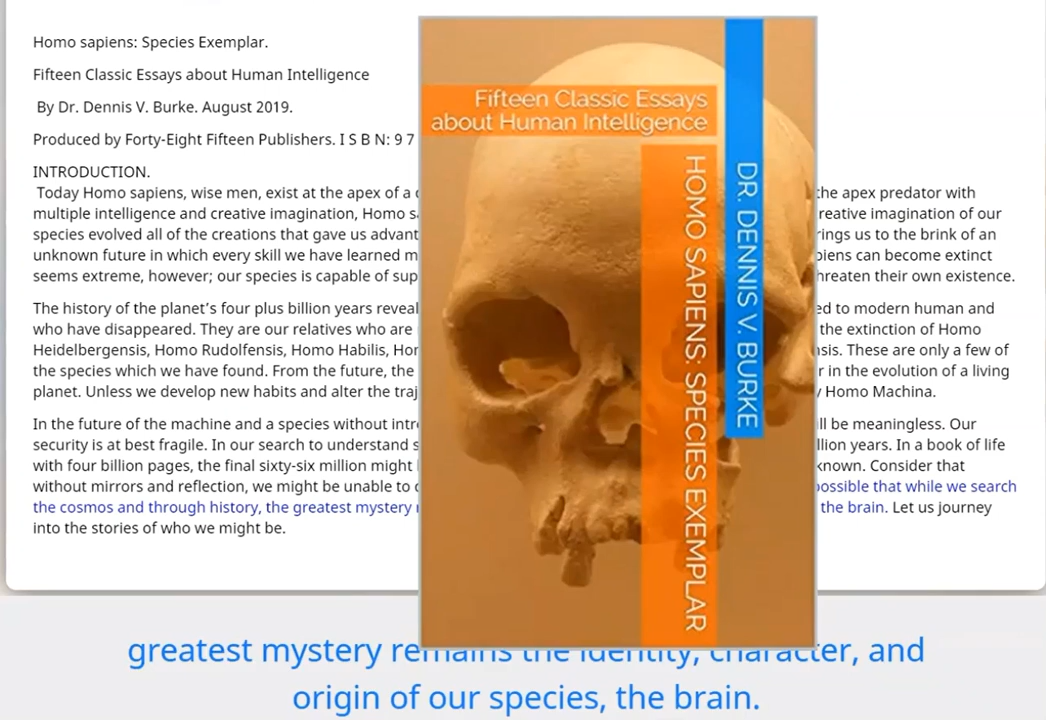 Homo sapiens: Species Exemplar.
Fifteen Classic Essays about Human Intelligence
By Dr. Dennis V. Burke. August 2019.
Produced by Forty-Eight Fifteen Publishers. I S B N: 9 7
INTRODUCTION.
Today Homo sapiens, wise men, exist at the apex of a the apex predator with
multiple intelligence and creative imagination, Homo reative imagination of our
species evolved all of the creations that gave us advant rings us to the brink of an
unknown future in which every skill we have learned m piens can become extinct
seems extreme, however; our species is capable of sup hreaten their own existence.
The history of the planet's four plus billion years reveal ed to modern human and
who have disappeared. They are our relatives who are the extinction of Homo
Heidelbergensis, Homo Rudolfensis, Homo Habilis, Hor nsis. These are only a few of
the species which we have found. From the future, the r in the evolution of a living
planet. Unless we develop new habits and alter the traj Homo Machina.
In the future of the machine and a species without intr ll be meaningless. Our
security is at best fragile. In our search to understand s llion years. In a book of life
with four billion pages, the final sixty-six million might known. Consider that
without mirrors and reflection, we might be unable to possible that while we search
the cosmos and through history, the greatest mystery the brain. Let us journey
into the stories of who we might be.
Fifteen Classic Essays
about Human Intelligence
HOMO SAPIENS: SPECIES EXEMPLAR
DR. DENNIS V. BURKE
greatest mystery remains the identity, character, and
origin of our species, the brain.